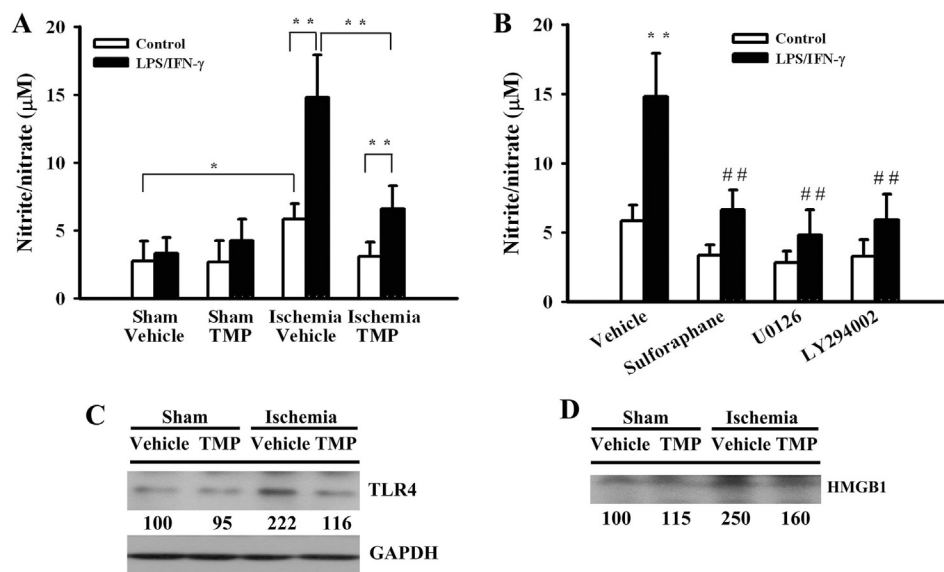 A
Nitrite/nitrate (μM)
20
15
10
5
0
Control
LPS/IFN-γ
* *
* *
*
* *
Sham Vehicle
Sham TMP
Ischemia Vehicle
Ischemia TMP
B
Nitrite/nitrate (μM)
20
15
10
5
0
Control
LPS/IFN-γ
* *
# #
# #
# #
Vehicle
Sulforaphane
U0126
LY294002
C
Sham Ischemia
Vehicle TMP Vehicle TMP
TLR4
100 95 222 116
GAPDH
D
Sham Ischemia
Vehicle TMP Vehicle TMP
HMGB1
100 115 250 160